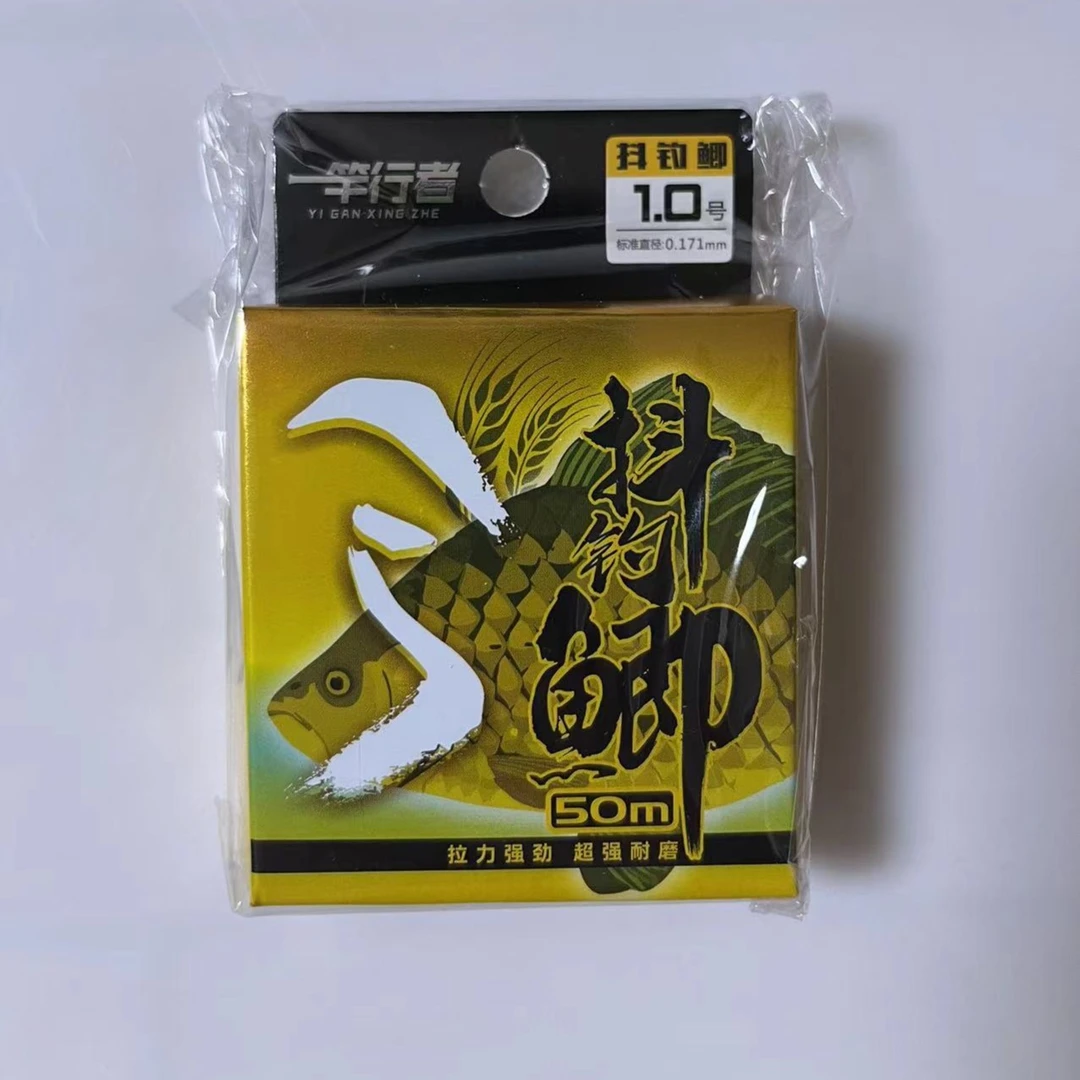 一竿行者
YI GAN·XING ZHE
抖钓鲫
1.0号
标准直径:0.171mm
抖钓鲫
50m
拉力强劲 超强耐磨